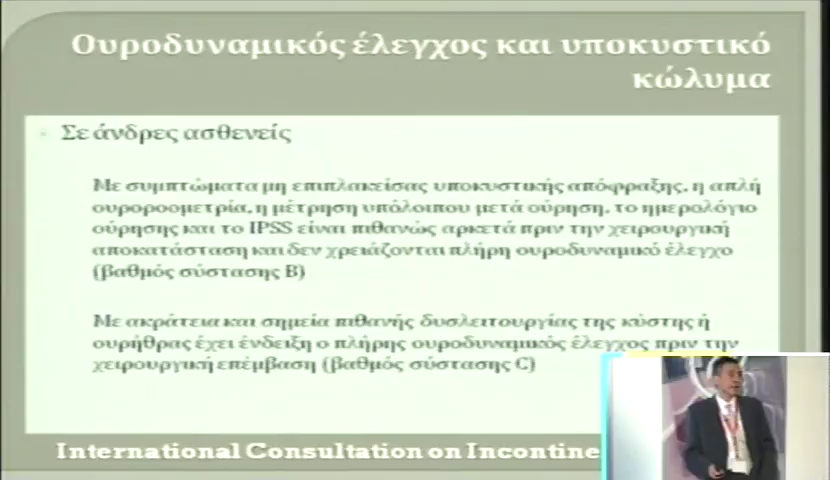 Ουροδυναμικός έλεγχος και υποκυστικό
κώλυμα
Σε άνδρες ασθενείς
Με συμπτώματα μη επιπλακείσας υποκυστικής απόφραξης, η απλή
ουροροομετρία, η μέτρηση υπόλοιπου μετά ούρηση, το ημερολόγιο
ούρησης και το IPSS είναι πιθανώς αρκετά πριν την χειρουργική
αποκατάσταση και δεν χρειάζονται πλήρη ουροδυναμικό έλεγχο
(βαθμός σύστασης B)
Με ακράτεια και σημεία πιθανής δυσλειτουργίας της κύστης ή
ουρήθρας έχει ένδειξη ο πλήρης ουροδυναμικός έλεγχος πριν την
χειρουργική επέμβαση (βαθμός σύστασης C)
International Consultation on Incontine